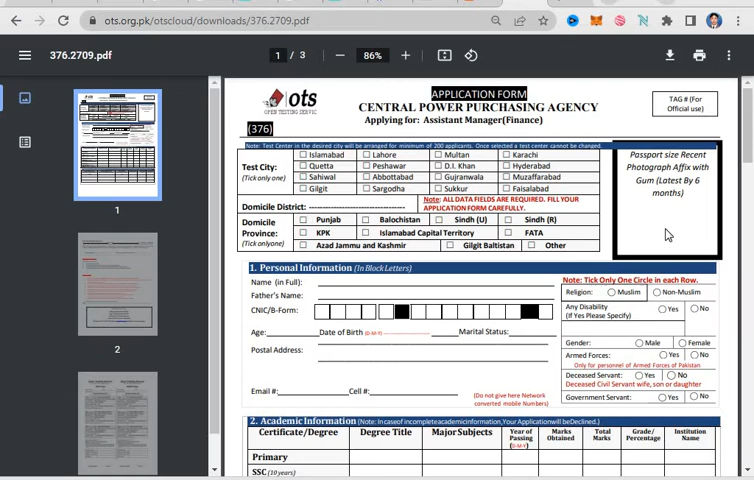 ots.org.pk/otscloud/downloads/376.2709.pdf
376.2709.pdf
1 / 3
86%
1
2
ots
OPEN TESTING SERVIC
APPLICATION FORM
CENTRAL POWER PURCHASING AGENCY
Applying for: Assistant Manager(Finance)
(376)
TAG # (For
Official use)
Note: Test Center in the desired city will be arranged for minimum of 200 applicants. Once selected a test center cannot be changed.
Test City:
(Tick only one)
Islamabad Lahore Multan Karachi
Quetta Peshawar D.I. Khan Hyderabad
Sahiwal Abbottabad Gujranwala Muzaffarabad
Gilgit Sargodha Sukkur Faisalabad
Passport size Recent
Photograph Affix with
Gum (Latest By 6
months)
Domicile District:
Note: ALL DATA FIELDS ARE REQUIRED. FILL YOUR
APPLICATION FORM CAREFULLY.
Domicile
Province:
(Tick onlyone)
Punjab Balochistan Sindh (U) Sindh (R)
KPK Islamabad Capital Territory FATA
Azad Jammu and Kashmir Gilgit Baltistan Other
1. Personal Information (In Block Letters)
Name (in Full):
Father's Name:
CNIC/B-Form:
Age: Date of Birth (D-M-Y) Marital Status:
Postal Address:
Email #: Cell #:
(Do not give here Network
converted mobile Numbers)
Note: Tick Only One Circle in each Row.
Religion: Muslim Non-Muslim
Any Disability
(If Yes Please Specify)
Yes No
Gender: Male Female
Armed Forces: Yes No
Only for personnel of Armed Forces of Pakistan
Deceased Servant: Yes No
Deceased Civil Servant wife, son or daughter
Government Servant: Yes No
2. Academic Information (Note: In case of incomplete academic information, Your Application will be Declined.)
Certificate/Degree Degree Title Major Subjects Year of Passing (D-M-Y) Marks Obtained Total Marks Grade/ Percentage Institution Name
Primary
SSC (10 years)